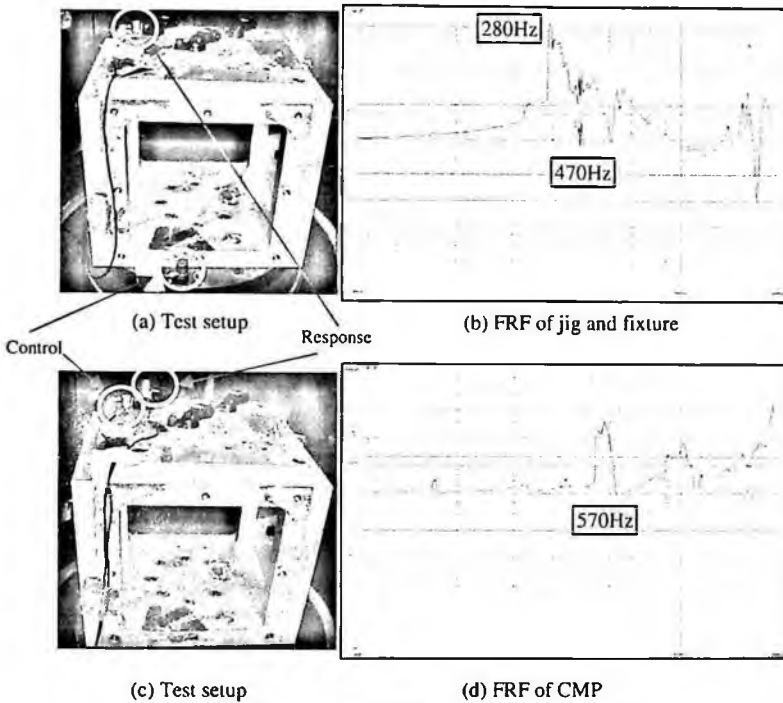 280Hz
470Hz
(a) Test setup
(b) FRF of jig and fixture
Control
Response
570Hz
(c) Test setup
(d) FRF of CMP